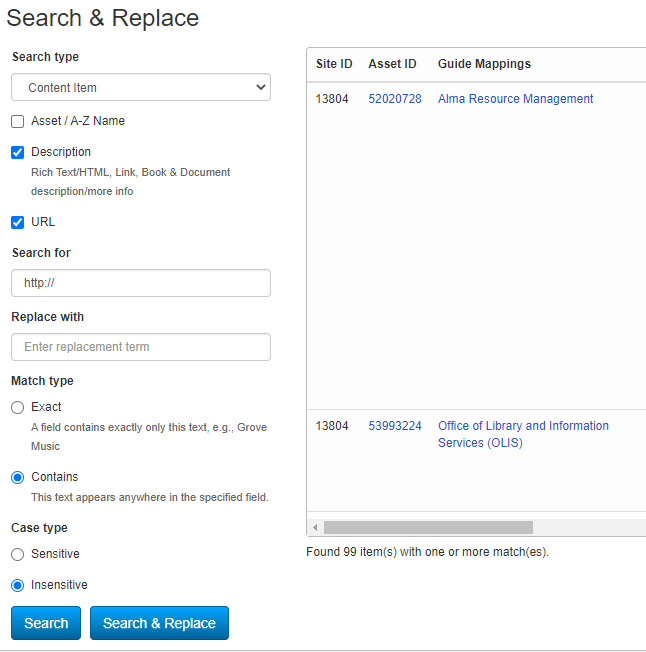 Search & Replace
Search type
Content Item
Asset / A-Z Name
Description
Rich Text/HTML, Link, Book & Document
description/more info
URL
Search for
http://
Replace with
Enter replacement term
Match type
Exact
A field contains exactly only this text, e.g., Grove
Music
Contains
This text appears anywhere in the specified field.
Case type
Sensitive
Insensitive
Search
Search & Replace
Site ID Asset ID Guide Mappings
13804 52020728 Alma Resource Management
13804 53993224 Office of Library and Information
Services (OLIS)
Found 99 item(s) with one or more match(es).